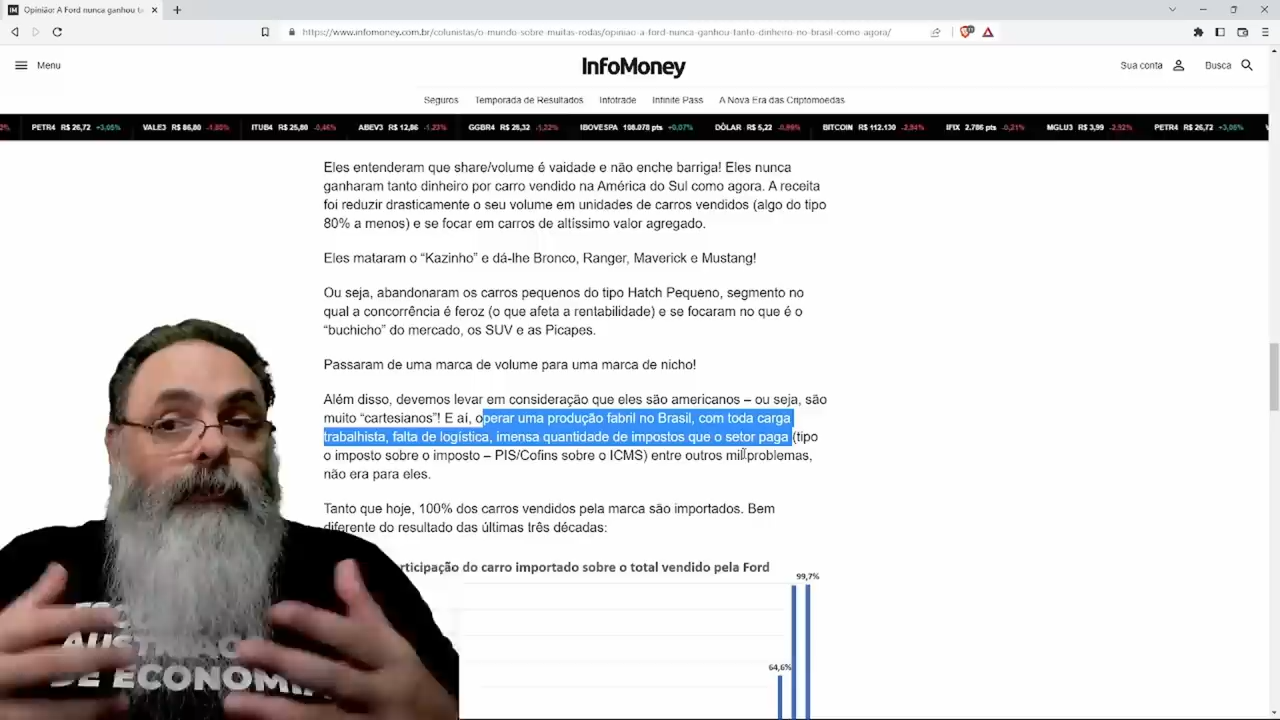 Opinião: A Ford nunca ganhou ta
https://www.infomoney.com.br/colunistas/o-mundo-sobre-muitas-rodas/opiniao-a-ford-nunca-ganhou-tanto-dinheiro-no-brasil-como-agora/
Menu
InfoMoney
Sua conta
Busca
Seguros Temporada de Resultados Infotrade Infinite Pass A Nova Era das Criptomoedas
PETR4 R$ 26,72 +3,05% VALE3 R$ 86,80 -1,80% ITUB4 R$ 25,80 -0,46% ABEV3 R$ 12,86 -1,23% GGBR4 R$ 28,32 -1,22% IBOVESPA 108.078 pts +0,07% DÓLAR R$ 5,22 -0,99% BITCOIN R$ 112.130 -2,94% IFIX 2.786 pts -0,21% MGLU3 R$ 3,99 -2,92% PETR4 R$ 26,72 +3,05%
Eles entenderam que share/volume é vaidade e não enche barriga! Eles nunca
ganharam tanto dinheiro por carro vendido na América do Sul como agora. A receita
foi reduzir drasticamente o seu volume em unidades de carros vendidos (algo do tipo
80% a menos) e se focar em carros de altíssimo valor agregado.
Eles mataram o “Kazinho” e dá-lhe Bronco, Ranger, Maverick e Mustang!
Ou seja, abandonaram os carros pequenos do tipo Hatch Pequeno, segmento no
qual a concorrência é feroz (o que afeta a rentabilidade) e se focaram no que é o
“buchicho” do mercado, os SUV e as Picapes.
Passaram de uma marca de volume para uma marca de nicho!
Além disso, devemos levar em consideração que eles são americanos – ou seja, são
muito “cartesianos”! E aí, operar uma produção fabril no Brasil, com toda carga
trabalhista, falta de logística, imensa quantidade de impostos que o setor paga (tipo
o imposto sobre o imposto – PIS/Cofins sobre o ICMS) entre outros mil problemas,
não era para eles.
Tanto que hoje, 100% dos carros vendidos pela marca são importados. Bem
diferente do resultado das últimas três décadas:
rticipação do carro importado sobre o total vendido pela Ford
99,7%
64,6%
AUSTRÍACA
DE ECONOMI